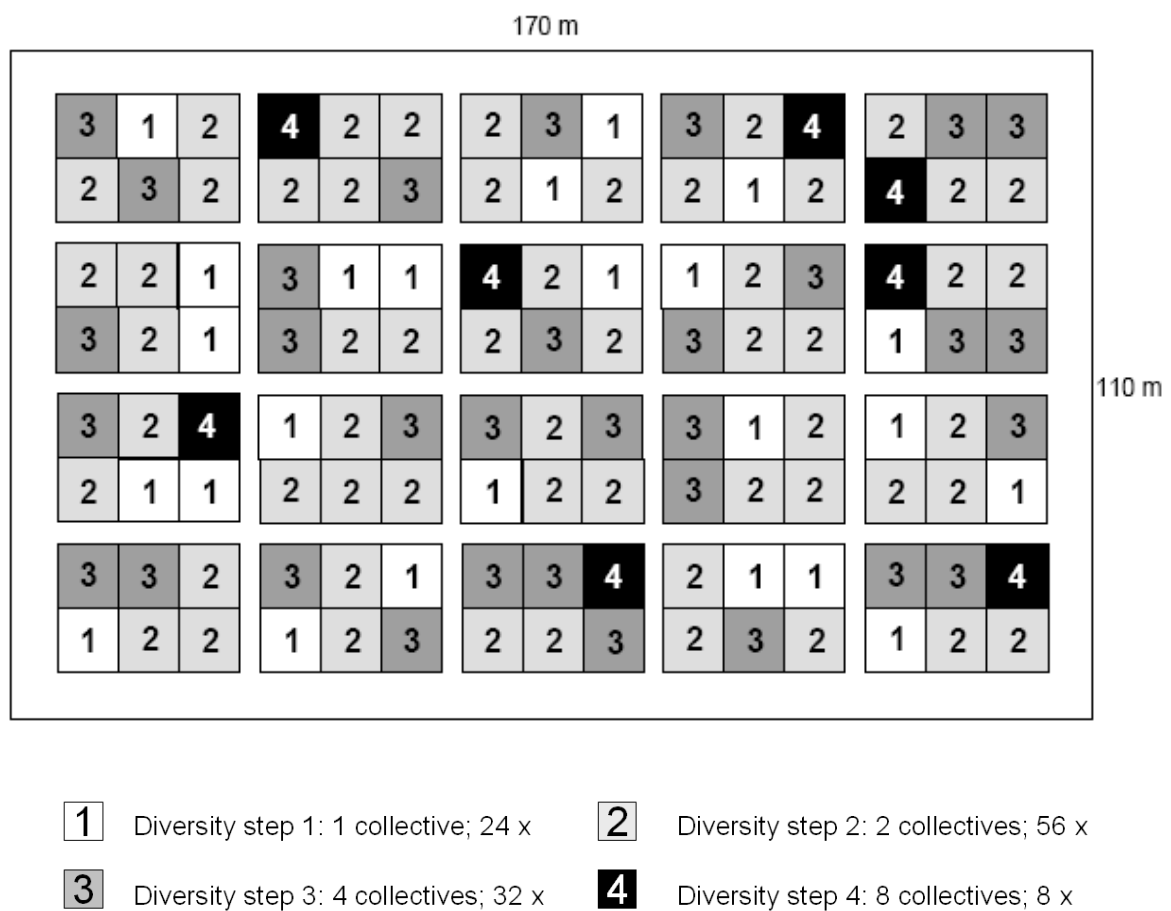 170 m
3 1 2 4 2 2 2 3 1 3 2 4 2 3 3
2 3 2 2 2 3 2 1 2 2 1 2 4 2 2
2 2 1 3 1 1 4 2 1 1 2 3 4 2 2
3 2 1 3 2 2 2 3 2 3 2 2 1 3 3
110 m
3 2 4 1 2 3 3 2 3 3 1 2 1 2 3
2 1 1 2 2 2 1 2 2 3 2 2 2 2 1
3 3 2 3 2 1 3 3 4 2 1 1 3 3 4
1 2 2 1 2 3 2 2 3 2 3 2 1 2 2
1 Diversity step 1: 1 collective; 24 x 2 Diversity step 2: 2 collectives; 56 x
3 Diversity step 3: 4 collectives; 32 x 4 Diversity step 4: 8 collectives; 8 x